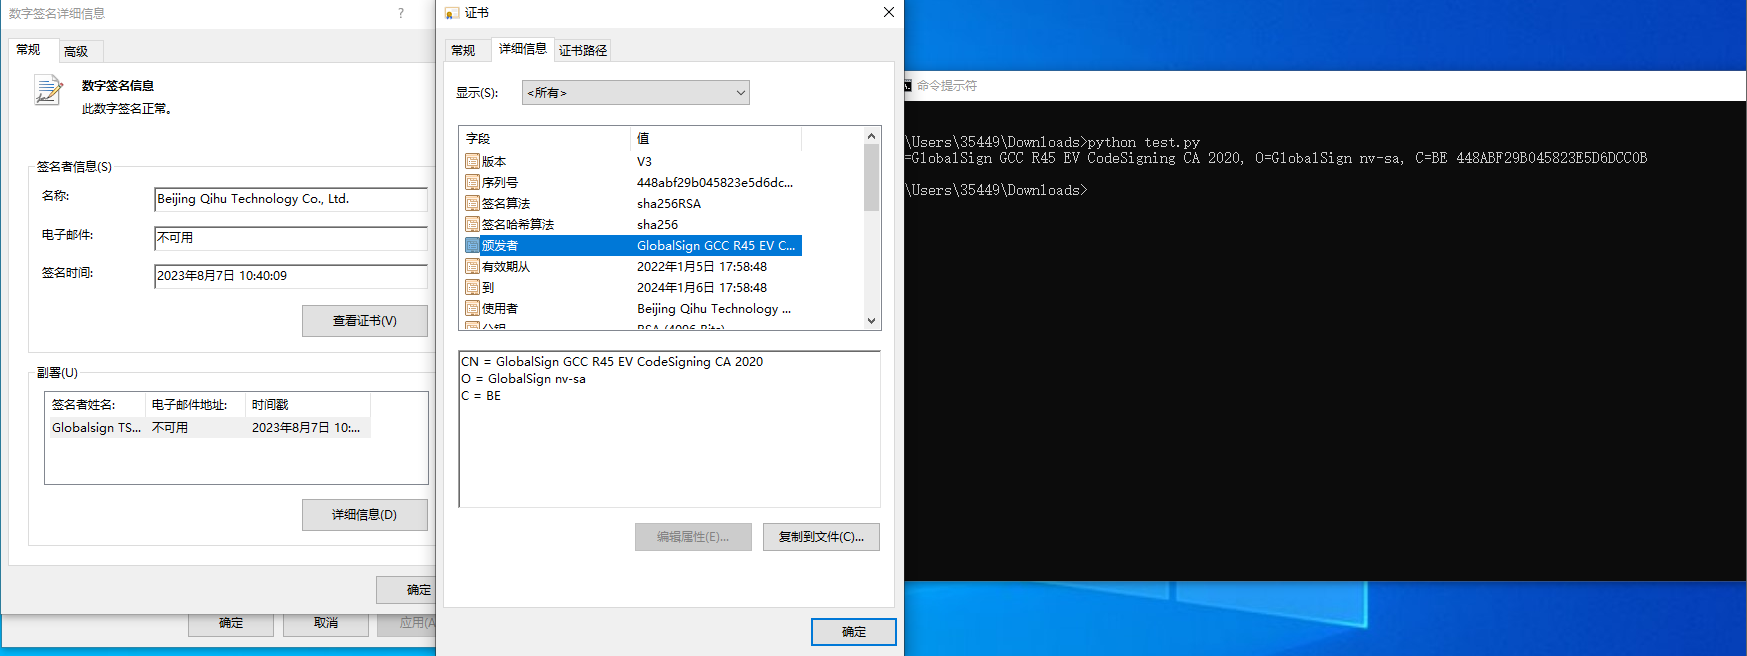 数字签名详细信息
?
常规
高级
数字签名信息
此数字签名正常。
签名者信息(S)
名称:
Beijing Qihu Technology Co., Ltd.
电子邮件:
不可用
签名时间:
2023年8月7日 10:40:09
查看证书(V)
副署(U)
签名者姓名: 电子邮件地址: 时间戳
Globalsign TS... 不可用 2023年8月7日 10:...
详细信息(D)
确定
确定
取消
应用(A
证书
常规
详细信息
证书路径
显示(S):
<所有>
字段 值
版本 V3
序列号 448abf29b045823e5d6dc...
签名算法 sha256RSA
签名哈希算法 sha256
颁发者 GlobalSign GCC R45 EV C...
有效期从 2022年1月5日 17:58:48
到 2024年1月6日 17:58:48
使用者 Beijing Qihu Technology ...
公钥 RSA (4096 Bits)
CN = GlobalSign GCC R45 EV CodeSigning CA 2020
O = GlobalSign nv-sa
C = BE
编辑属性(E)...
复制到文件(C)...
确定
命令提示符
\Users\35449\Downloads>python test.py
=GlobalSign GCC R45 EV CodeSigning CA 2020, O=GlobalSign nv-sa, C=BE 448ABF29B045823E5D6DCC0B
\Users\35449\Downloads>